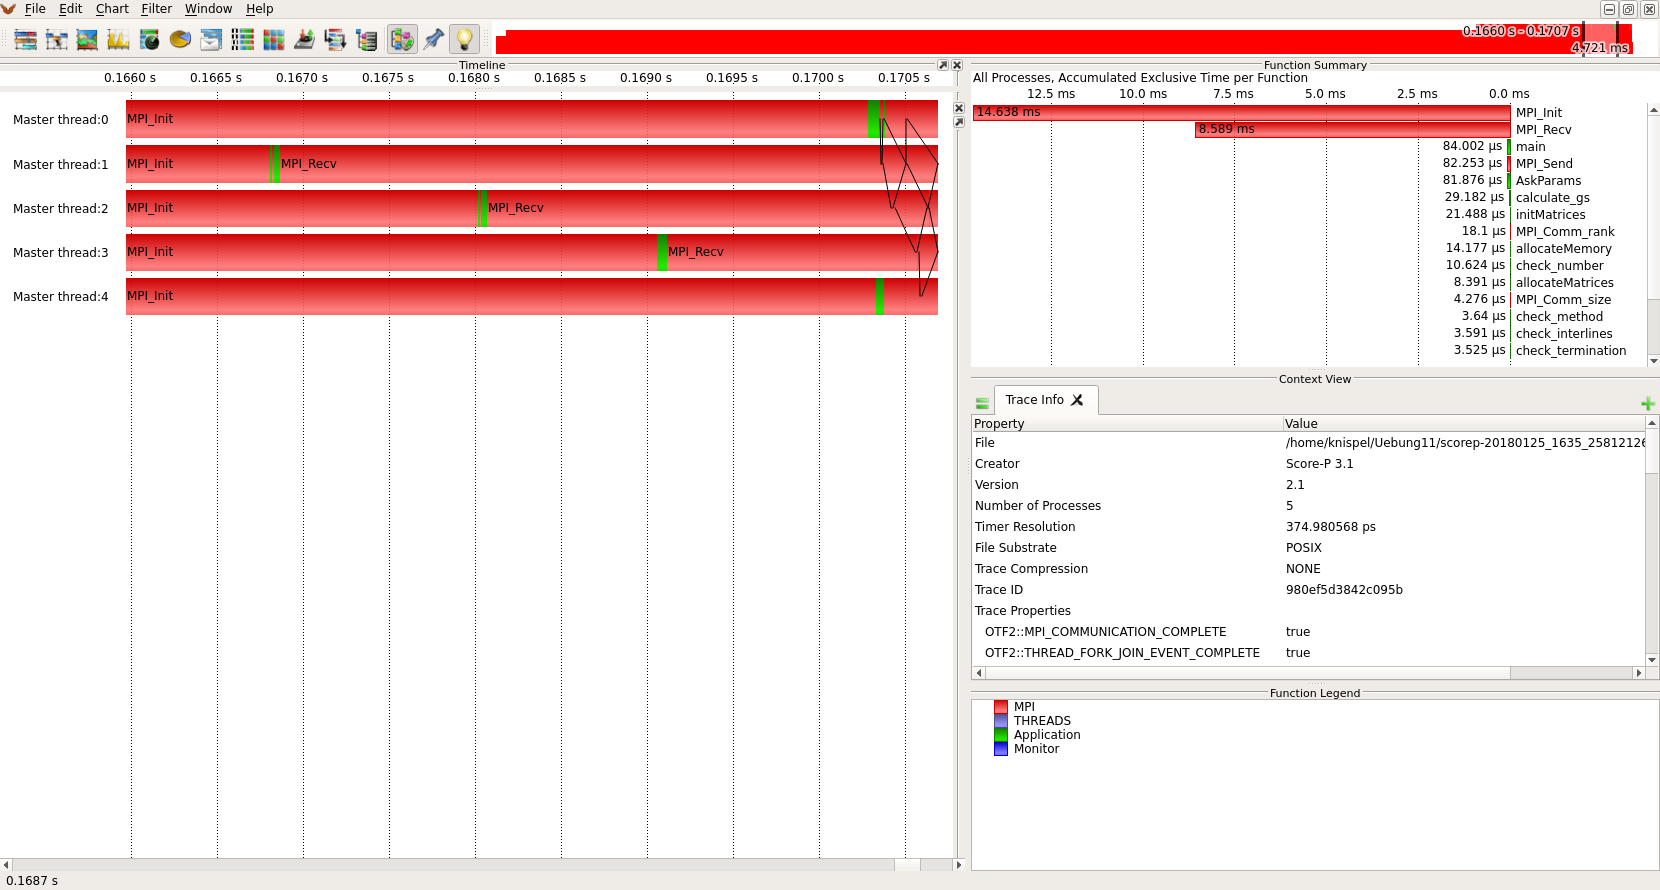 File Edit Chart Filter Window Help
0.1660 s - 0.1707 s
4.721 ms
Timeline
0.1660 s 0.1665 s 0.1670 s 0.1675 s 0.1680 s 0.1685 s 0.1690 s 0.1695 s 0.1700 s 0.1705 s
Master thread:0 MPI_Init
Master thread:1 MPI_Init MPI_Recv
Master thread:2 MPI_Init MPI_Recv
Master thread:3 MPI_Init MPI_Recv
Master thread:4 MPI_Init
Function Summary
All Processes, Accumulated Exclusive Time per Function
12.5 ms 10.0 ms 7.5 ms 5.0 ms 2.5 ms 0.0 ms
14.638 ms MPI_Init
8.589 ms MPI_Recv
84.002 µs main
82.253 µs MPI_Send
81.876 µs AskParams
29.182 µs calculate_gs
21.488 µs initMatrices
18.1 µs MPI_Comm_rank
14.177 µs allocateMemory
10.624 µs check_number
8.391 µs allocateMatrices
4.276 µs MPI_Comm_size
3.64 µs check_method
3.591 µs check_interlines
3.525 µs check_termination
Context View
Trace Info
Property Value
File /home/knispel/Uebung11/scorep-20180125_1635_25812126
Creator Score-P 3.1
Version 2.1
Number of Processes 5
Timer Resolution 374.980568 ps
File Substrate POSIX
Trace Compression NONE
Trace ID 980ef5d3842c095b
Trace Properties
OTF2::MPI_COMMUNICATION_COMPLETE true
OTF2::THREAD_FORK_JOIN_EVENT_COMPLETE true
Function Legend
MPI
THREADS
Application
Monitor
0.1687 s